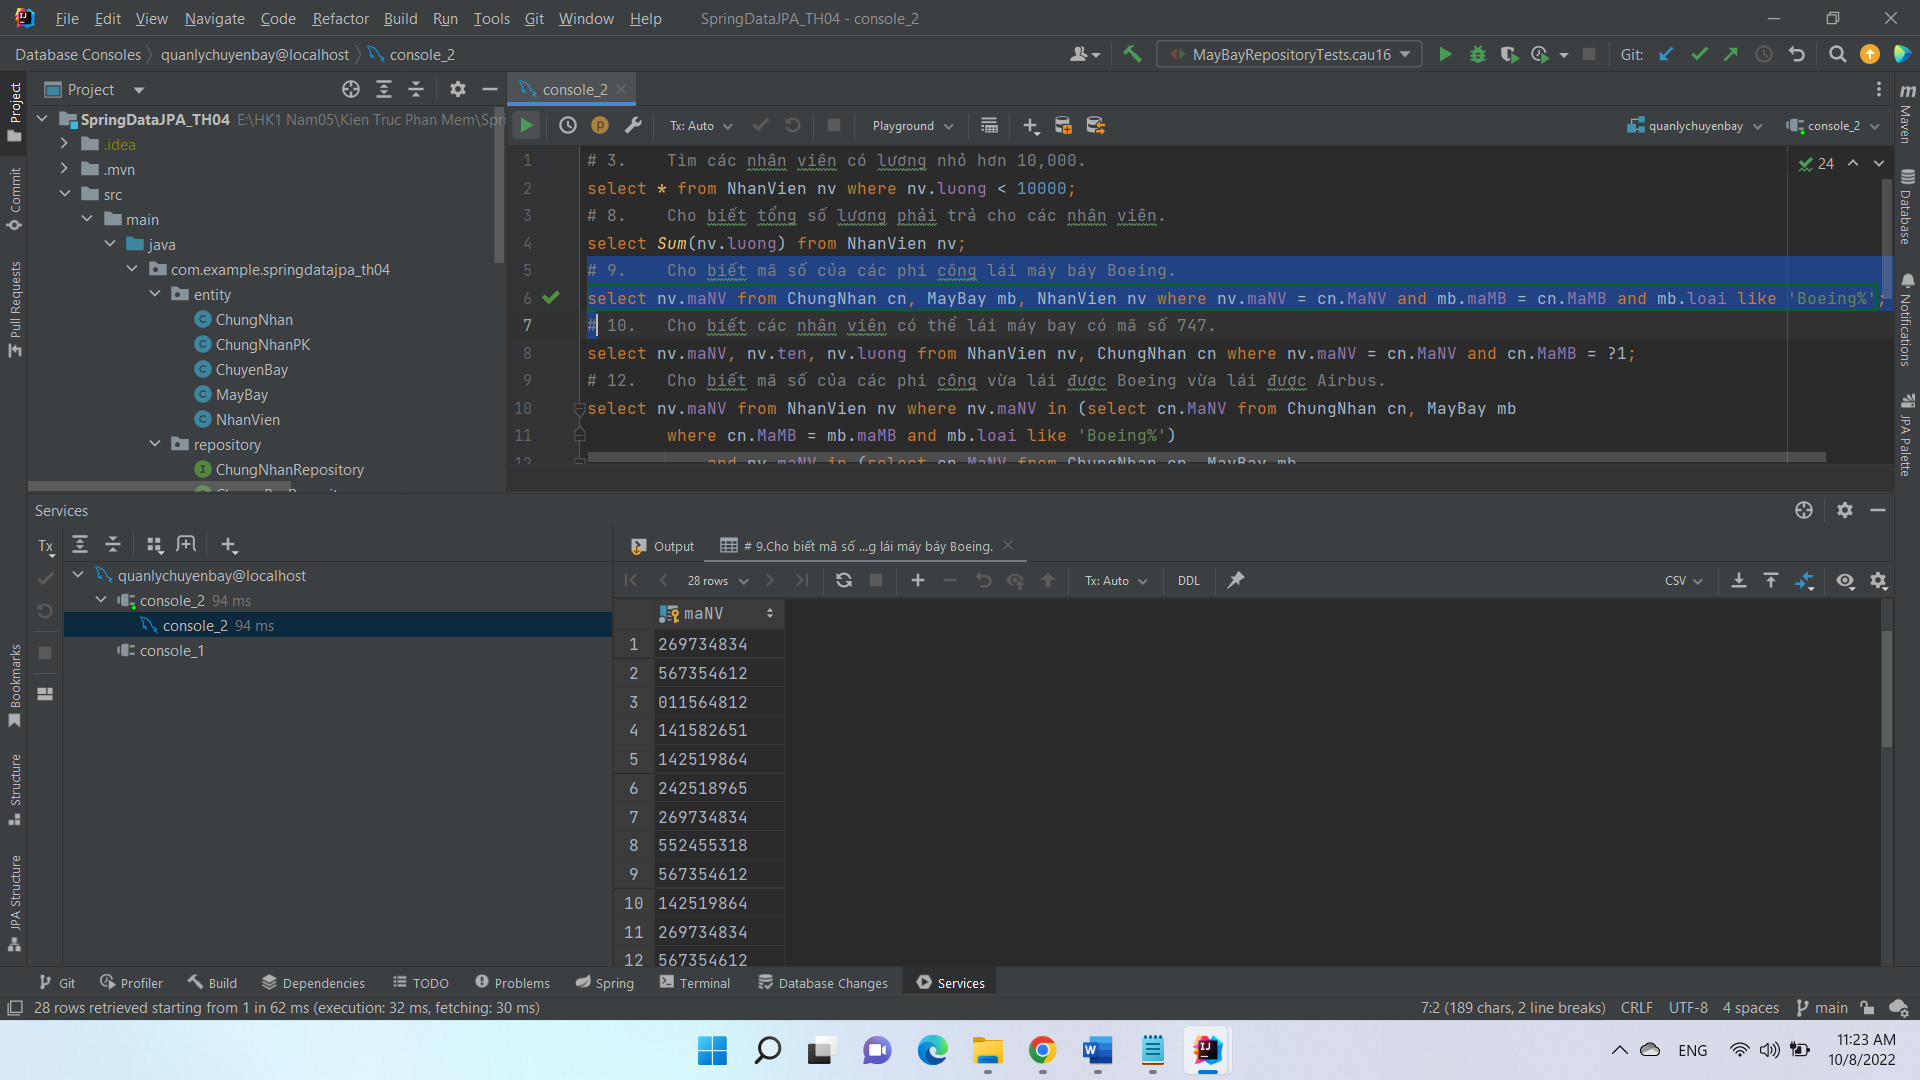 File Edit View Navigate Code Refactor Build Run Tools Git Window Help SpringDataJPA_TH04 - console_2
Database Consoles quanlychuyenbay@localhost console_2 MayBayRepositoryTests.cau16 Git:
Project console_2
SpringDataJPA_TH04 E:\HK1 Nam05\Kien Truc Phan Mem\Spri
.idea
.mvn
src
main
java
com.example.springdatajpa_th04
entity
ChungNhan
ChungNhanPK
ChuyenBay
MayBay
NhanVien
repository
ChungNhanRepository
Tx: Auto Playground quanlychuyenbay console_2
24
1 # 3. Tìm các nhân viên có lương nhỏ hơn 10,000.
2 select * from NhanVien nv where nv.luong < 10000;
3 # 8. Cho biết tổng số lương phải trả cho các nhân viên.
4 select Sum(nv.luong) from NhanVien nv;
5 # 9. Cho biết mã số của các phi công lái máy báy Boeing.
6 select nv.maNV from ChungNhan cn, MayBay mb, NhanVien nv where nv.maNV = cn.MaNV and mb.maMB = cn.MaMB and mb.loai like 'Boeing%';
7 # 10. Cho biết các nhân viên có thể lái máy bay có mã số 747.
8 select nv.maNV, nv.ten, nv.luong from NhanVien nv, ChungNhan cn where nv.maNV = cn.MaNV and cn.MaMB = ?1;
9 # 12. Cho biết mã số của các phi công vừa lái được Boeing vừa lái được Airbus.
10 select nv.maNV from NhanVien nv where nv.maNV in (select cn.MaNV from ChungNhan cn, MayBay mb
11 where cn.MaMB = mb.maMB and mb.loai like 'Boeing%')
12 and nv.maNV in (select cn.MaNV from ChungNhan cn, MayBay mb
Services
Tx
quanlychuyenbay@localhost
console_2 94 ms
console_2 94 ms
console_1
Output # 9.Cho biết mã số ...g lái máy báy Boeing.
28 rows Tx: Auto DDL CSV
maNV
1 269734834
2 567354612
3 011564812
4 141582651
5 142519864
6 242518965
7 269734834
8 552455318
9 567354612
10 142519864
11 269734834
12 567354612
Project
Commit
Pull Requests
Bookmarks
Structure
JPA Structure
m Maven
Database
Notifications
JPA Palette
Git Profiler Build Dependencies TODO Problems Spring Terminal Database Changes Services
28 rows retrieved starting from 1 in 62 ms (execution: 32 ms, fetching: 30 ms) 7:2 (189 chars, 2 line breaks) CRLF UTF-8 4 spaces main
ENG
11:23 AM
10/8/2022